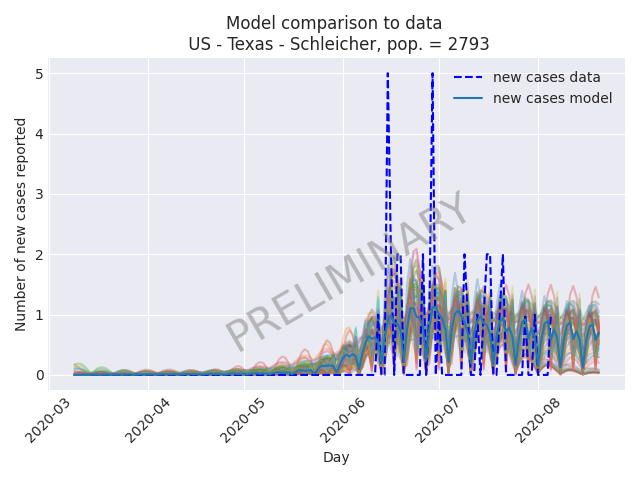 Model comparison to data
US - Texas - Schleicher, pop. = 2793
new cases data
new cases model
PRELIMINARY
Number of new cases reported
5
4
3
2
1
0
2020-03
2020-04
2020-05
2020-06
2020-07
2020-08
Day